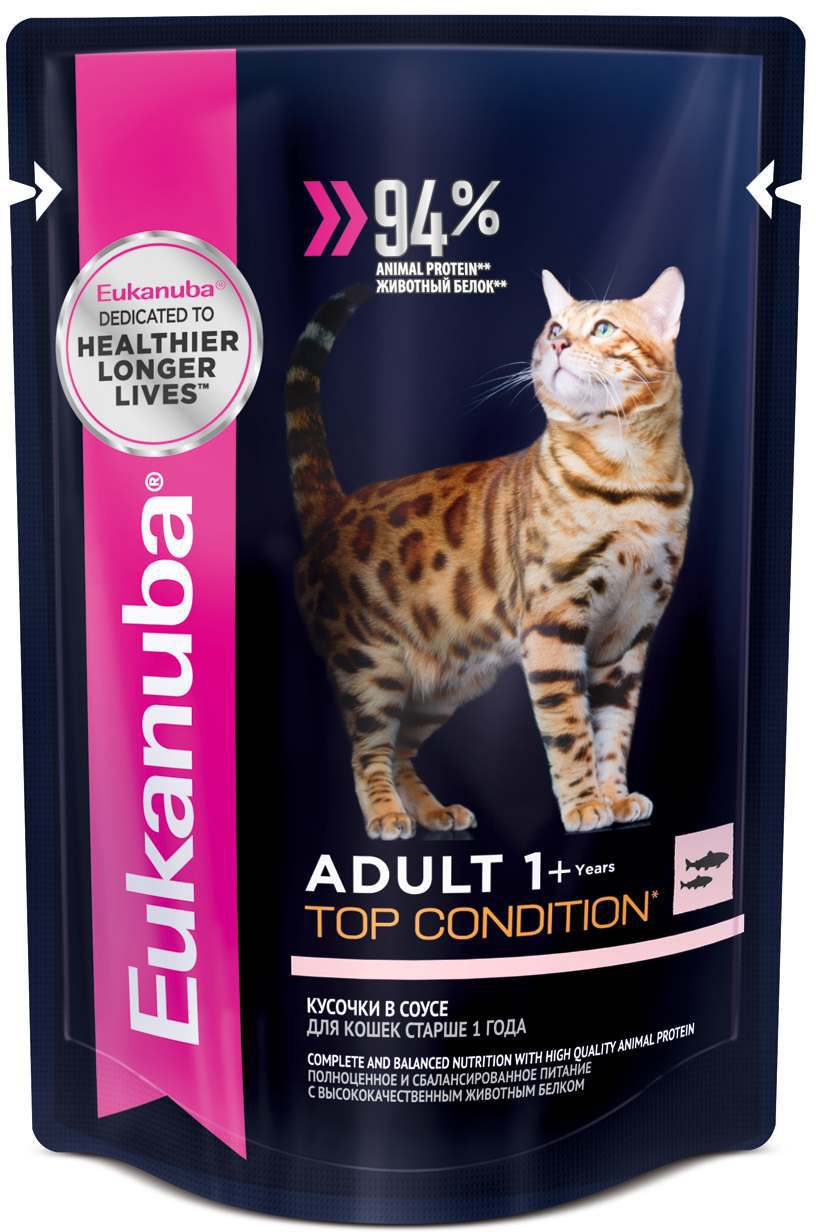 94%
ANIMAL PROTEIN**
ЖИВОТНЫЙ БЕЛОК**
Eukanuba®
DEDICATED TO
HEALTHIER
LONGER
LIVES™
Eukanuba®
ADULT 1+ Years
TOP CONDITION*
КУСОЧКИ В СОУСЕ
ДЛЯ КОШЕК СТАРШЕ 1 ГОДА
COMPLETE AND BALANCED NUTRITION WITH HIGH QUALITY ANIMAL PROTEIN
ПОЛНОЦЕННОЕ И СБАЛАНСИРОВАННОЕ ПИТАНИЕ
С ВЫСОКОКАЧЕСТВЕННЫМ ЖИВОТНЫМ БЕЛКОМ